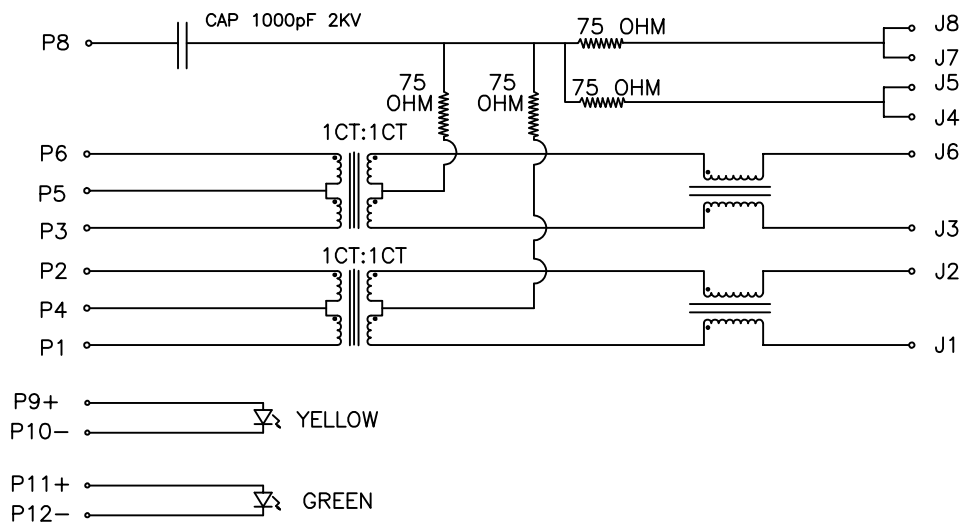 CAP 1000pF 2KV
P8
75 OHM
J8
J7
75
OHM
75
OHM
75 OHM
J5
J4
1CT:1CT
P6
J6
P5
P3
J3
1CT:1CT
P2
J2
P4
P1
J1
P9+
YELLOW
P10-
P11+
GREEN
P12-